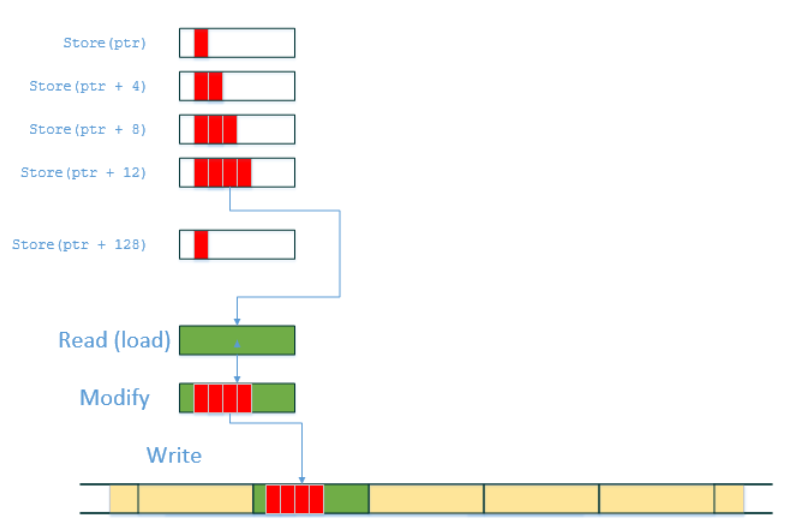 Store(ptr)
Store(ptr + 4)
Store(ptr + 8)
Store(ptr + 12)
Store(ptr + 128)
Read (load)
Modify
Write